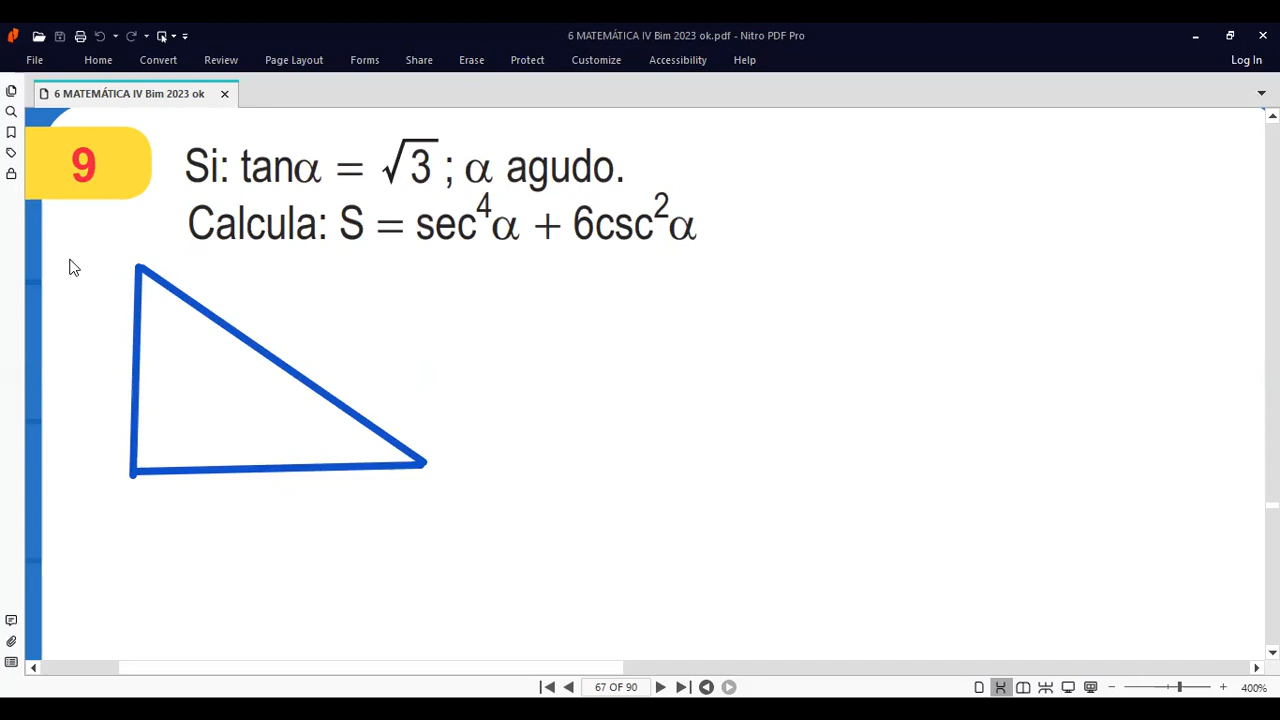 6 MATEMÁTICA IV Bim 2023 ok.pdf - Nitro PDF Pro
File Home Convert Review Page Layout Forms Share Erase Protect Customize Accessibility Help Log In
6 MATEMÁTICA IV Bim 2023 ok
9 Si: tanα = √3 ; α agudo.
Calcula: S = sec⁴α + 6csc²α
67 OF 90
400%